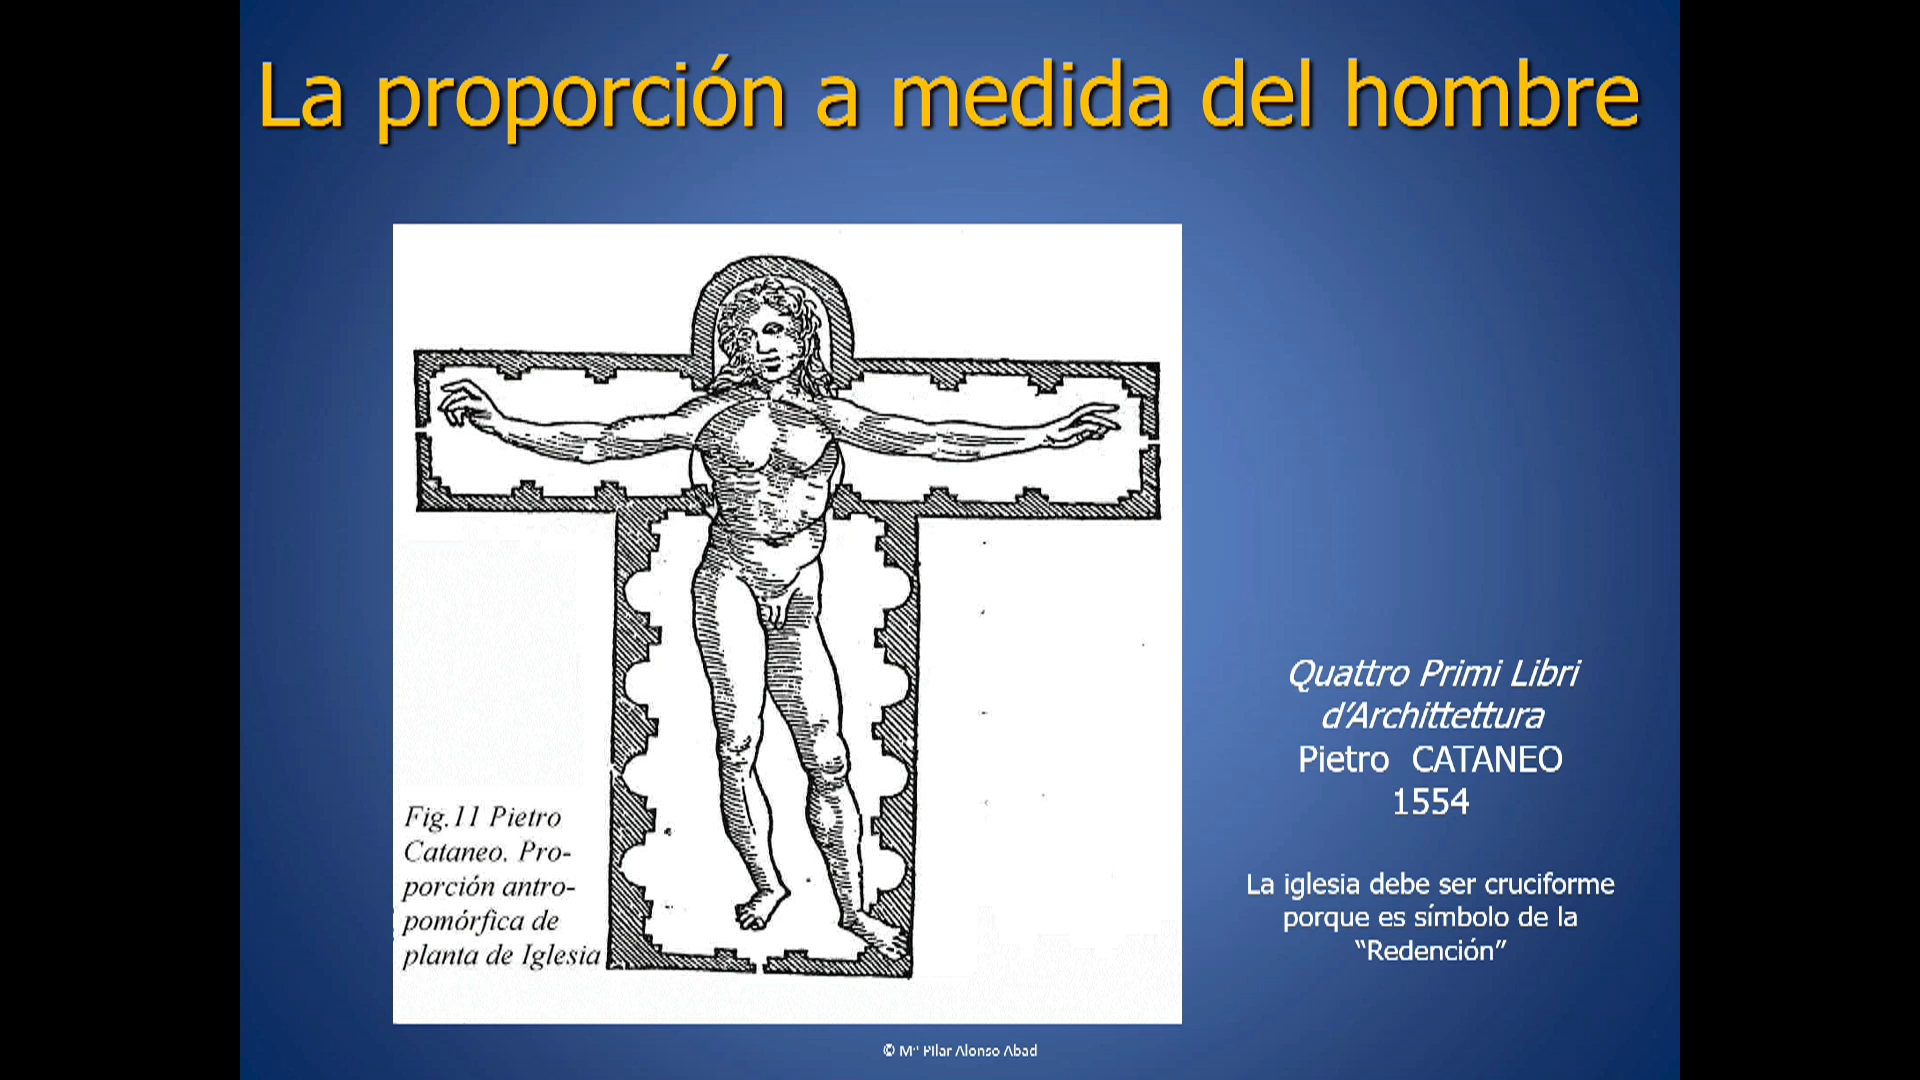 La proporción a medida del hombre
Fig.11 Pietro
Cataneo. Pro-
porción antro-
pomórfica de
planta de Iglesia
Quattro Primi Libri
d'Archittettura
Pietro CATANEO
1554
La iglesia debe ser cruciforme
porque es símbolo de la
“Redención”
© Mª Pilar Alonso Abad